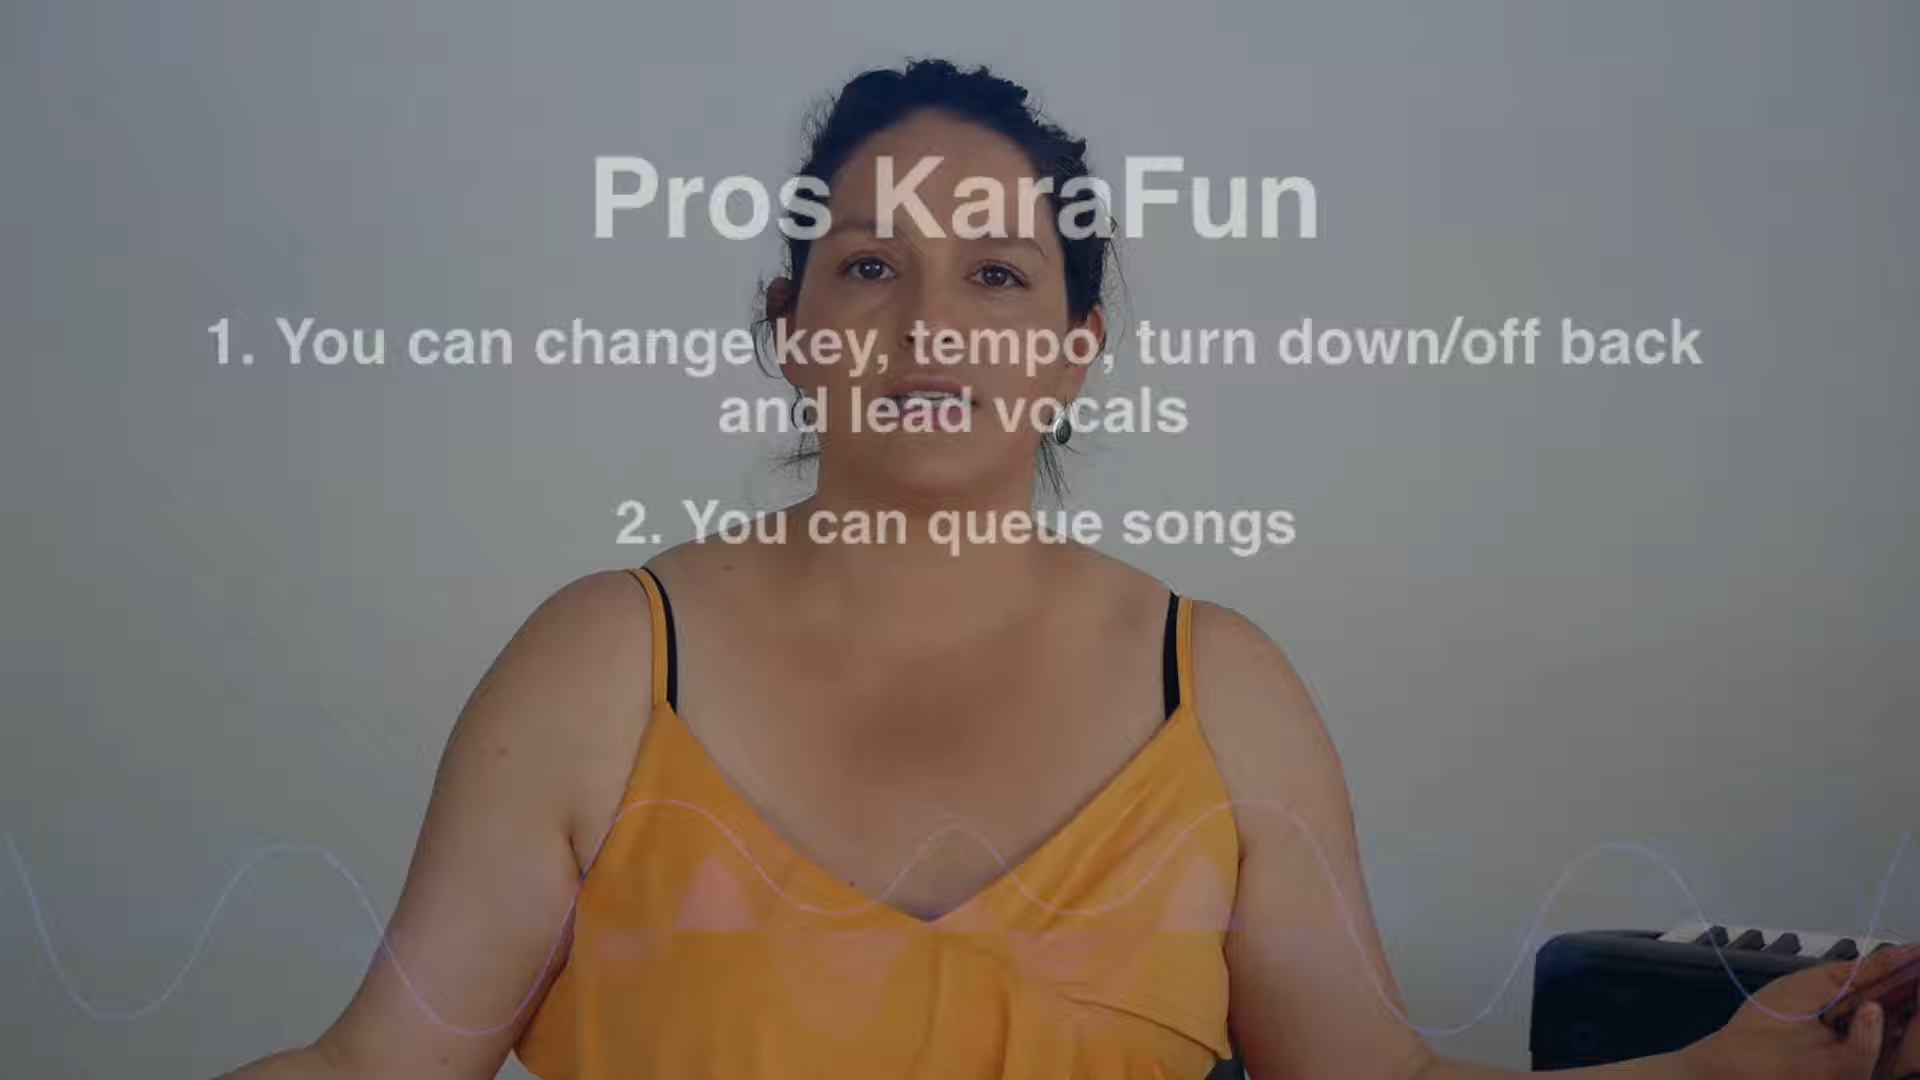 Pros KaraFun
1. You can change key, tempo, turn down/off back
and lead vocals
2. You can queue songs